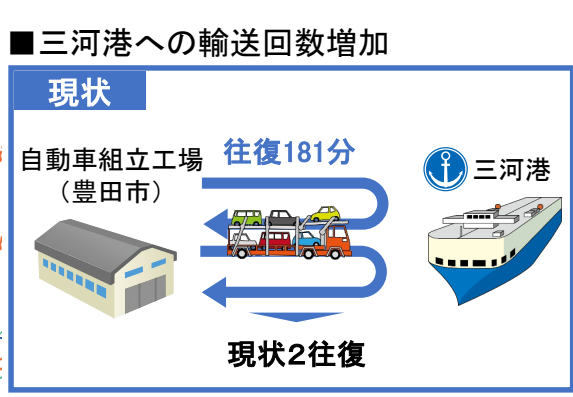 ■三河港への輸送回数増加
現状
自動車組立工場
（豊田市）
往復181分
三河港
現状２往復